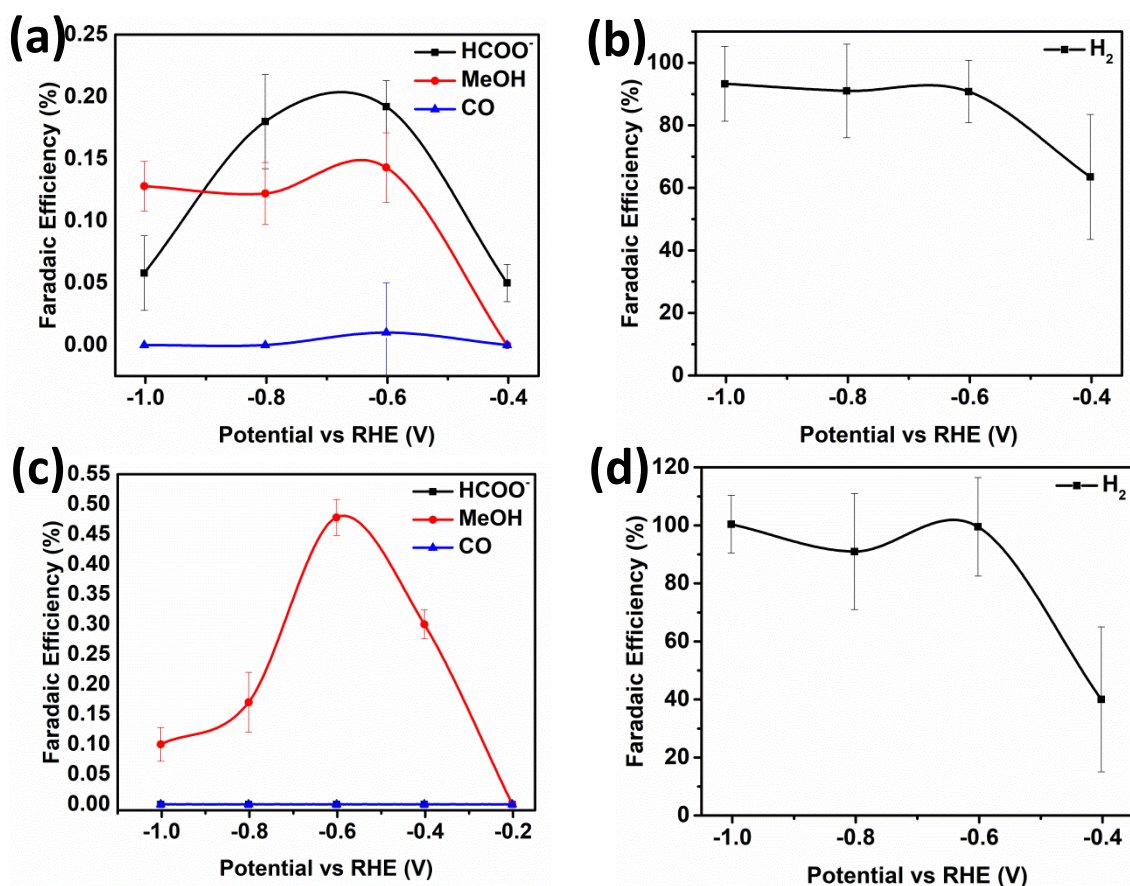 (a)
0.25
0.20
0.15
0.10
0.05
0.00
Faradaic Efficiency (%)
HCOO⁻
MeOH
CO
-1.0 -0.8 -0.6 -0.4
Potential vs RHE (V)
(b)
100
80
60
40
20
0
Faradaic Efficiency (%)
H₂
-1.0 -0.8 -0.6 -0.4
Potential vs RHE (V)
(c)
0.55
0.50
0.45
0.40
0.35
0.30
0.25
0.20
0.15
0.10
0.05
0.00
Faradaic Efficiency (%)
HCOO⁻
MeOH
CO
-1.0 -0.8 -0.6 -0.4 -0.2
Potential vs RHE (V)
(d)
120
100
80
60
40
20
0
Faradaic Efficiency (%)
H₂
-1.0 -0.8 -0.6 -0.4
Potential vs RHE (V)